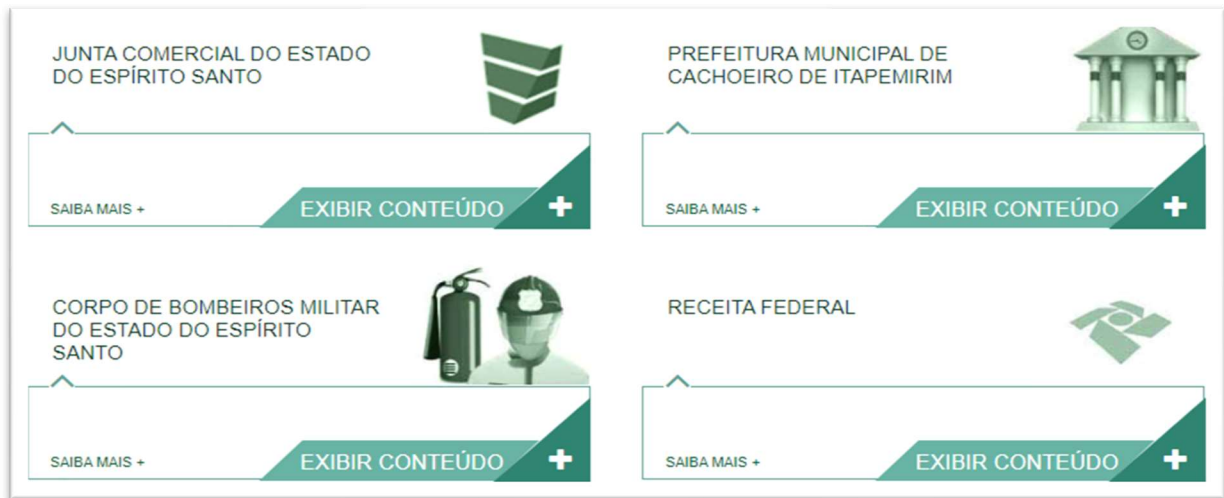 JUNTA COMERCIAL DO ESTADO
DO ESPÍRITO SANTO
SAIBA MAIS +
EXIBIR CONTEÚDO +
PREFEITURA MUNICIPAL DE
CACHOEIRO DE ITAPEMIRIM
SAIBA MAIS +
EXIBIR CONTEÚDO +
CORPO DE BOMBEIROS MILITAR
DO ESTADO DO ESPÍRITO
SANTO
SAIBA MAIS +
EXIBIR CONTEÚDO +
RECEITA FEDERAL
SAIBA MAIS +
EXIBIR CONTEÚDO +